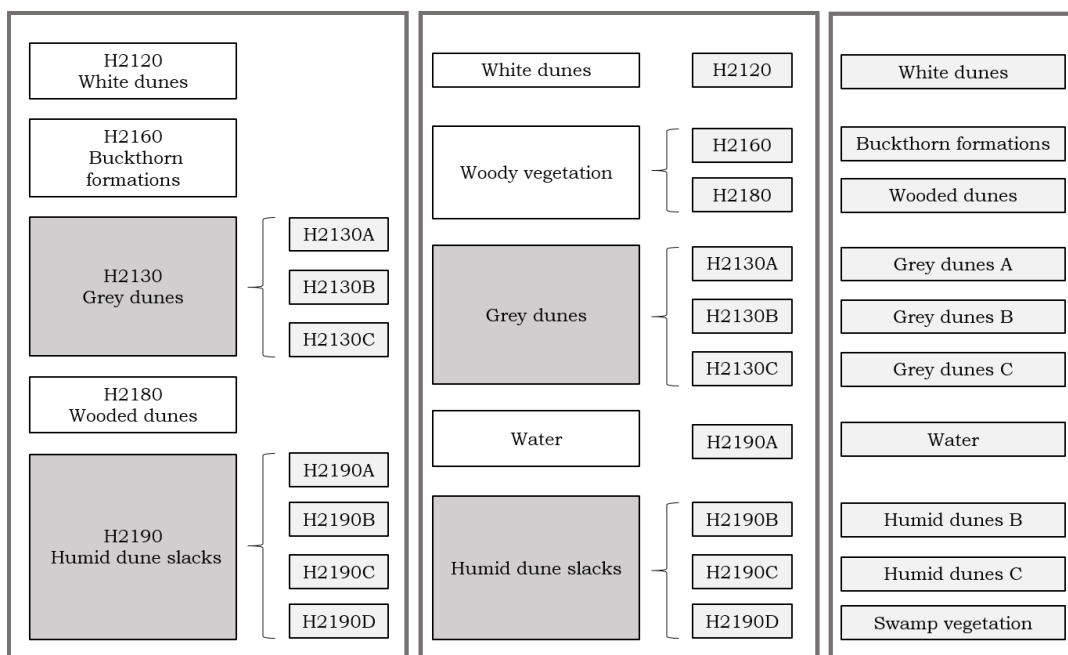 H2120
White dunes
H2160
Buckthorn
formations
H2130
Grey dunes
H2130A
H2130B
H2130C
H2180
Wooded dunes
H2190
Humid dune slacks
H2190A
H2190B
H2190C
H2190D
White dunes
H2120
Woody vegetation
H2160
H2180
Grey dunes
H2130A
H2130B
H2130C
Water
H2190A
Humid dune slacks
H2190B
H2190C
H2190D
White dunes
Buckthorn formations
Wooded dunes
Grey dunes A
Grey dunes B
Grey dunes C
Water
Humid dunes B
Humid dunes C
Swamp vegetation